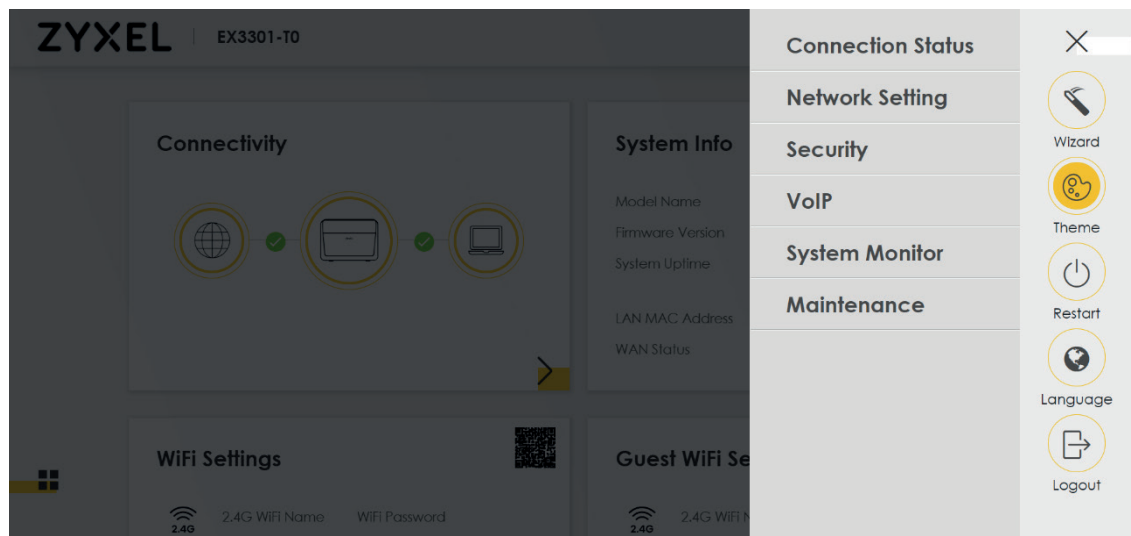 ZYXEL EX3301-T0
Connectivity
System Info
Model Name
Firmware Version
System Uptime
LAN MAC Address
WAN Status
WiFi Settings
2.4G
2.4G WiFi Name WiFi Password
Guest WiFi Se
2.4G
2.4G WiFi N
Connection Status
Network Setting
Security
VoIP
System Monitor
Maintenance
Wizard
Theme
Restart
Language
Logout